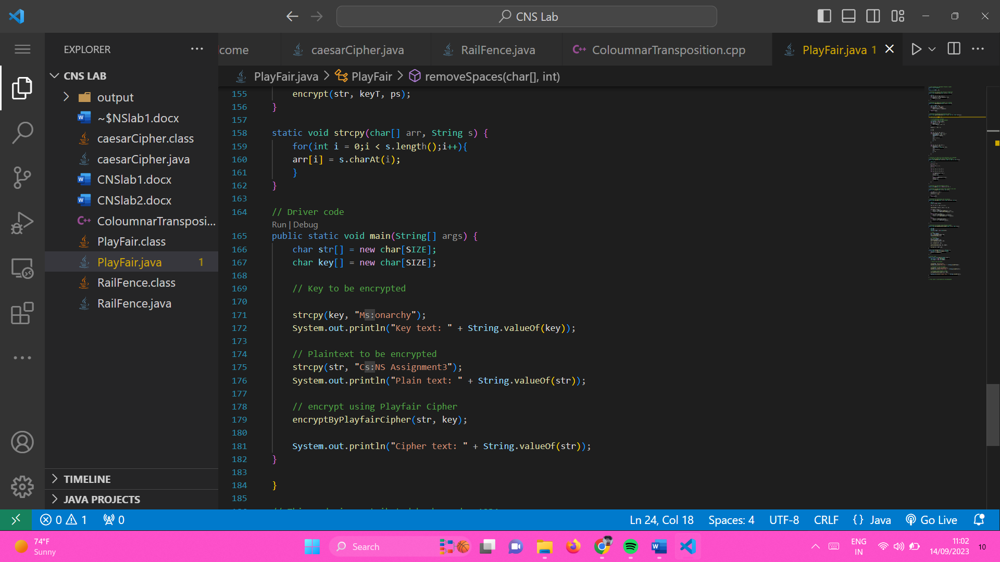 CNS Lab
EXPLORER
come
caesarCipher.java
RailFence.java
ColoumnarTransposition.cpp
PlayFair.java 1
CNS LAB
PlayFair.java > PlayFair > removeSpaces(char[], int)
output
~$NSlab1.docx
caesarCipher.class
caesarCipher.java
CNSlab1.docx
CNSlab2.docx
ColoumnarTransposi...
PlayFair.class
PlayFair.java 1
RailFence.class
RailFence.java
TIMELINE
JAVA PROJECTS
155 encrypt(str, keyT, ps);
156 }
157
158 static void strcpy(char[] arr, String s) {
159 for(int i = 0;i < s.length();i++){
160 arr[i] = s.charAt(i);
161 }
162 }
163
164 // Driver code
Run | Debug
165 public static void main(String[] args) {
166 char str[] = new char[SIZE];
167 char key[] = new char[SIZE];
168
169 // Key to be encrypted
170
171 strcpy(key, "Ms:onarchy");
172 System.out.println("Key text: " + String.valueOf(key));
173
174 // Plaintext to be encrypted
175 strcpy(str, "Cs:NS Assignment3");
176 System.out.println("Plain text: " + String.valueOf(str));
177
178 // encrypt using Playfair Cipher
179 encryptByPlayfairCipher(str, key);
180
181 System.out.println("Cipher text: " + String.valueOf(str));
182 }
183
184 }
185
0 1 0
Ln 24, Col 18 Spaces: 4 UTF-8 CRLF {} Java Go Live
74°F
Sunny
Search
ENG
IN
11:02
14/09/2023
10